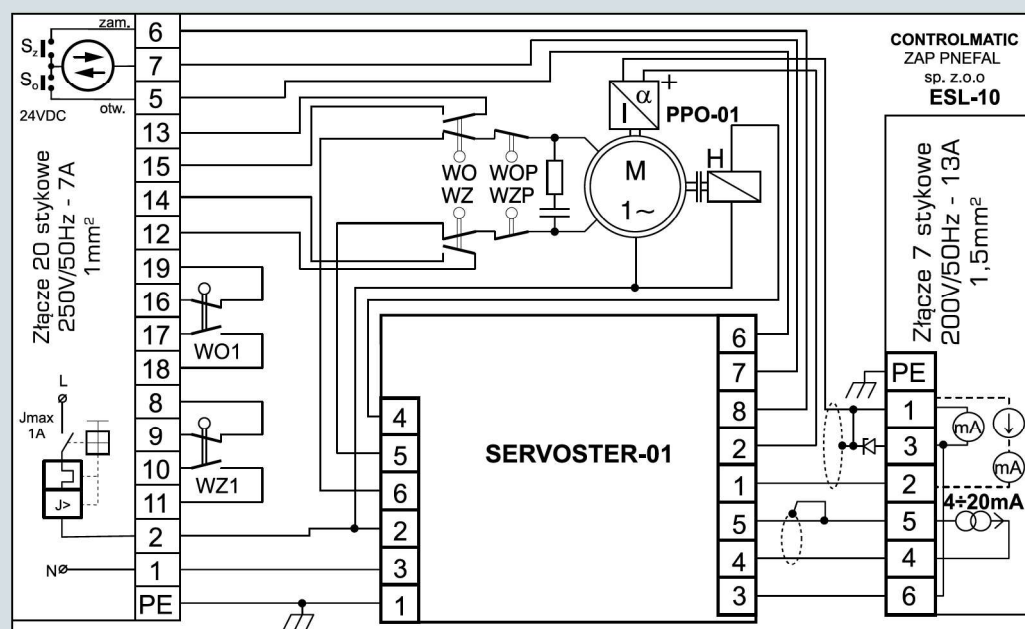 zam.
S_z
S_o
24VDC
otw.
Złącze 20 stykowe
250V/50Hz - 7A
1mm²
L
Jmax
1A
J>
N
6
7
5
13
15
14
12
19
16
17
18
8
9
10
11
2
1
PE
WO1
WZ1
WO
WZ
WOP
WZP
I
α
+
PPO-01
M
1~
H
SERVOSTER-01
4
5
6
2
3
1
6
7
8
2
1
5
4
3
CONTROLMATIC
ZAP PNEFAL
sp. z.o.o
ESL-10
Złącze 7 stykowe
200V/50Hz - 13A
1,5mm²
PE
1
3
2
5
4
6
mA
mA
4÷20mA